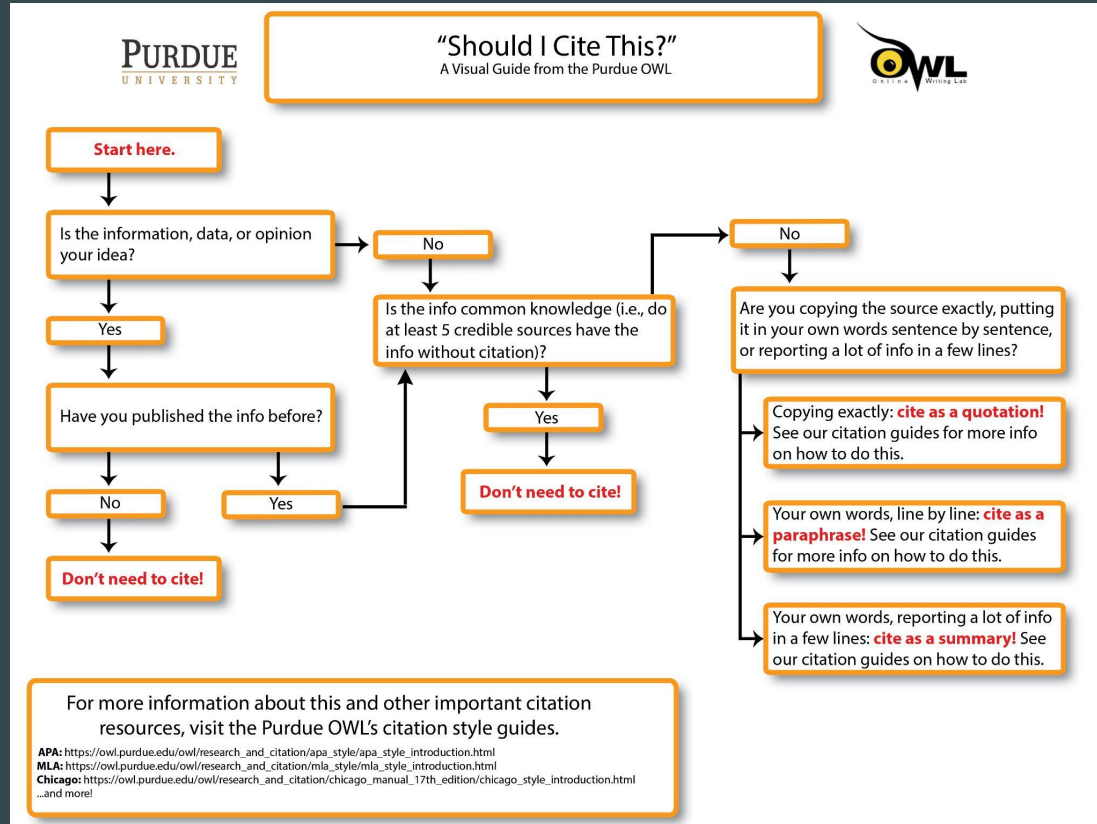 PURDUE
UNIVERSITY
“Should I Cite This?”
A Visual Guide from the Purdue OWL
OWL
Online Writing Lab
Start here.
Is the information, data, or opinion
your idea?
Yes
Have you published the info before?
No
Don’t need to cite!
Yes
No
Is the info common knowledge (i.e., do
at least 5 credible sources have the
info without citation)?
Yes
Don’t need to cite!
No
Are you copying the source exactly, putting
it in your own words sentence by sentence,
or reporting a lot of info in a few lines?
Copying exactly: cite as a quotation!
See our citation guides for more info
on how to do this.
Your own words, line by line: cite as a
paraphrase! See our citation guides
for more info on how to do this.
Your own words, reporting a lot of info
in a few lines: cite as a summary! See
our citation guides on how to do this.
For more information about this and other important citation
resources, visit the Purdue OWL’s citation style guides.
APA: https://owl.purdue.edu/owl/research_and_citation/apa_style/apa_style_introduction.html
MLA: https://owl.purdue.edu/owl/research_and_citation/mla_style/mla_style_introduction.html
Chicago: https://owl.purdue.edu/owl/research_and_citation/chicago_manual_17th_edition/chicago_style_introduction.html
...and more!